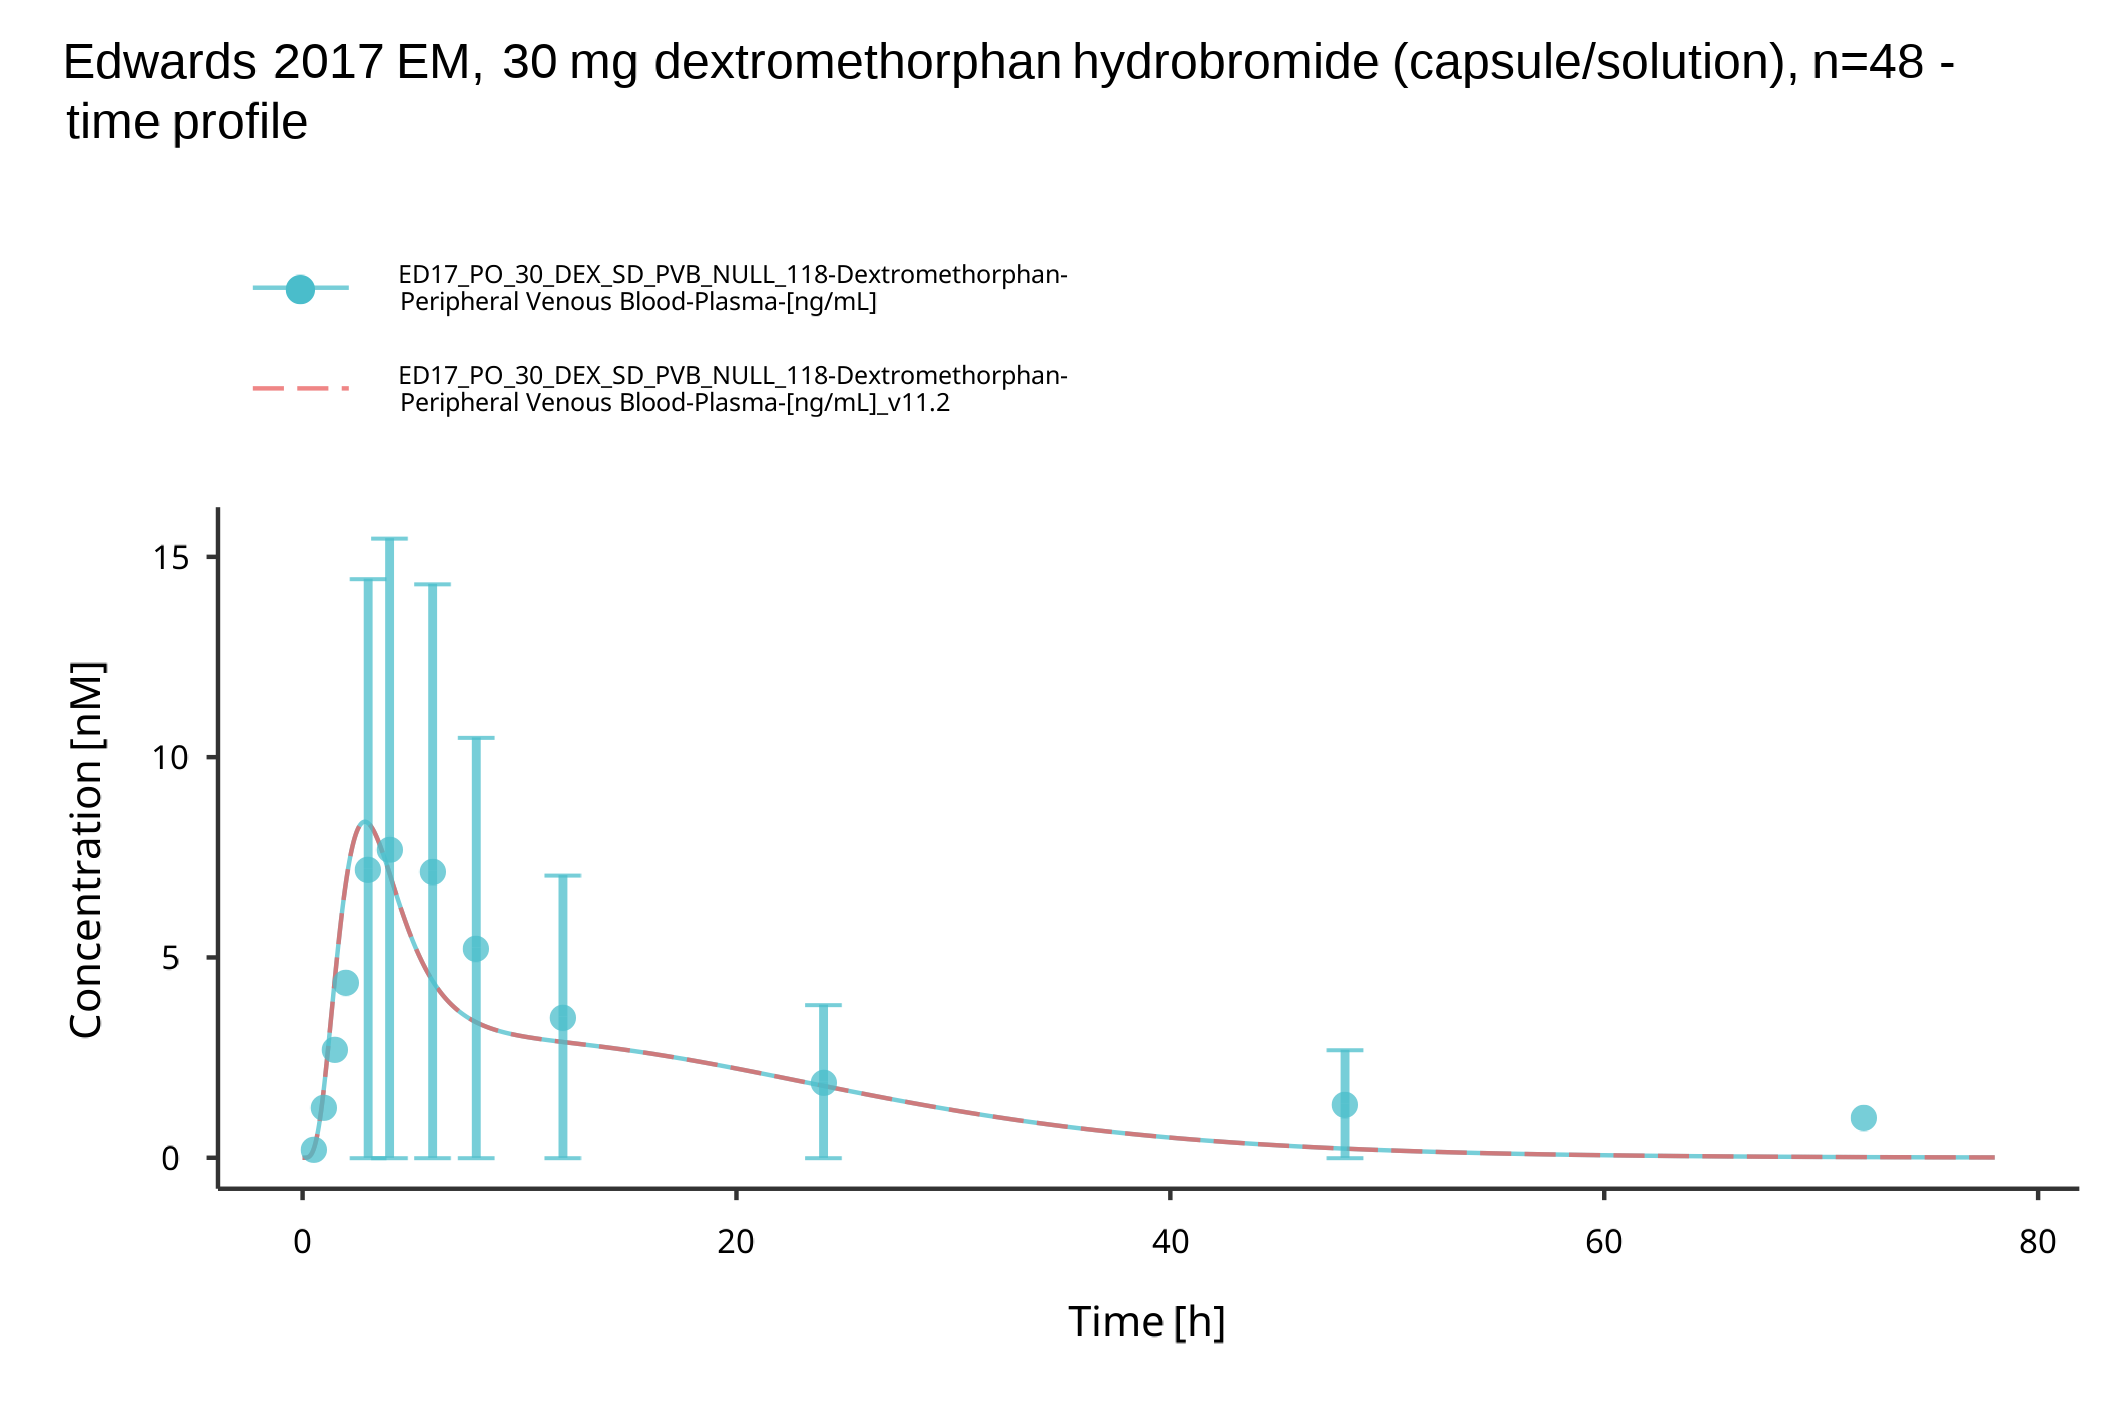 Edwards 2017 EM, 30 mg dextromethorphan hydrobromide (capsule/solution), n=48 -
time profile
ED17_PO_30_DEX_SD_PVB_NULL_118-Dextromethorphan-
Peripheral Venous Blood-Plasma-[ng/mL]
ED17_PO_30_DEX_SD_PVB_NULL_118-Dextromethorphan-
Peripheral Venous Blood-Plasma-[ng/mL]_v11.2
Concentration [nM]
15
10
5
0
0 20 40 60 80
Time [h]